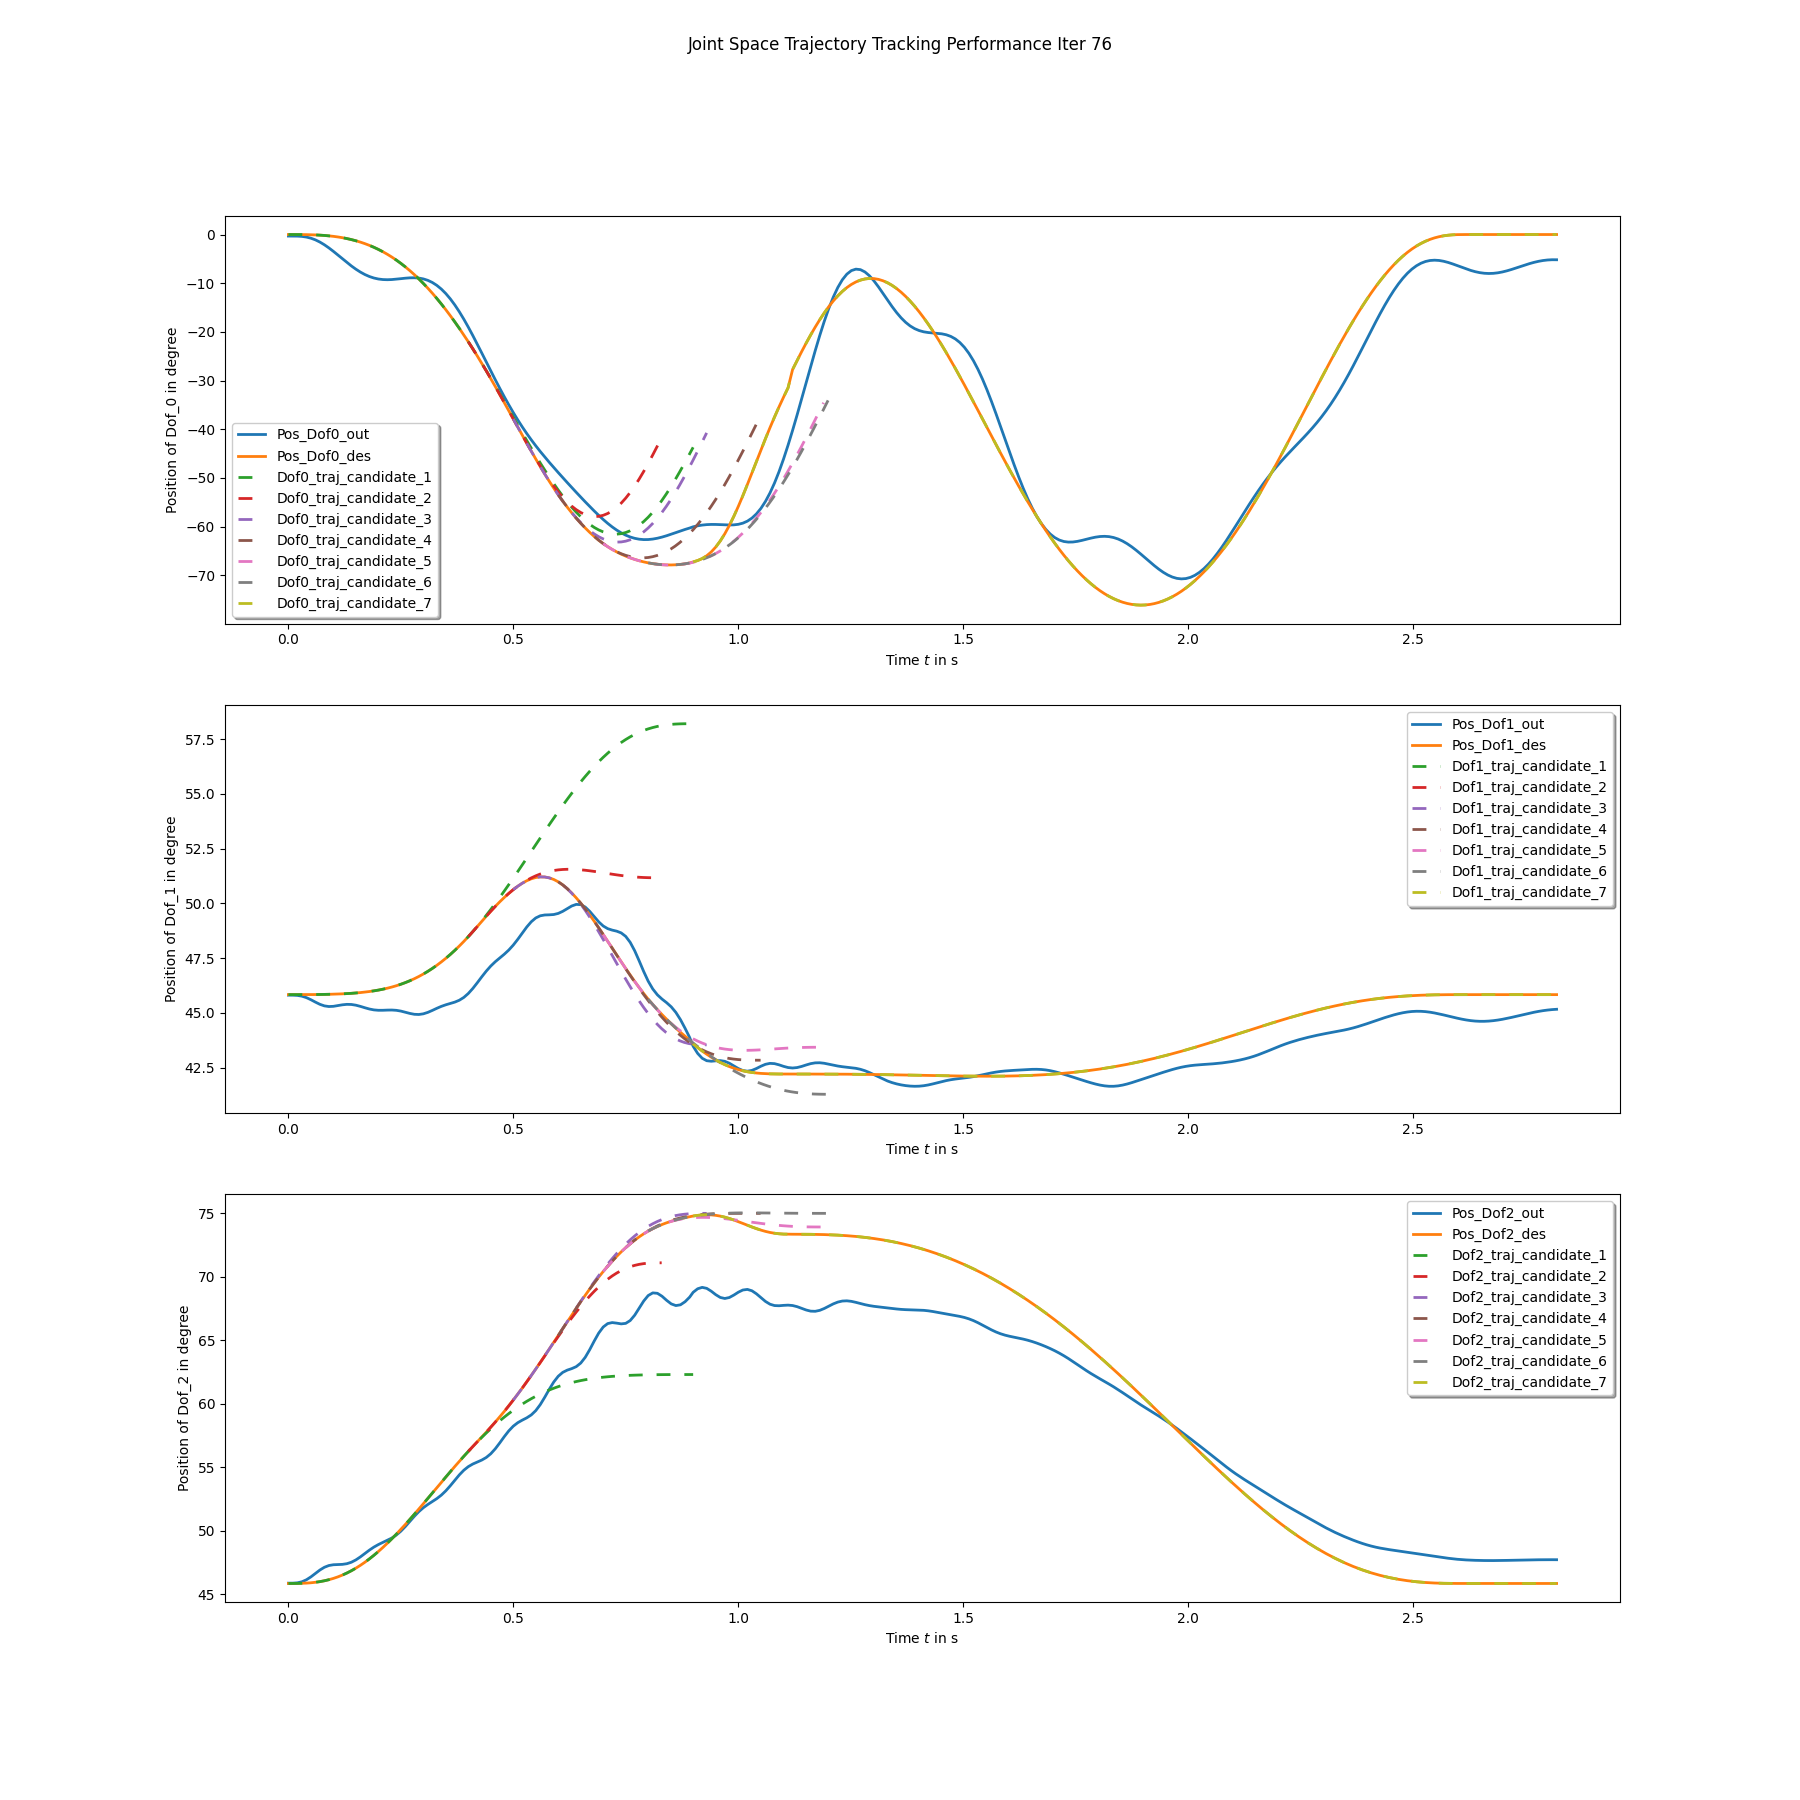 Joint Space Trajectory Tracking Performance Iter 76
0
−10
−20
−30
−40
−50
−60
−70
Position of Dof_0 in degree
Pos_Dof0_out
Pos_Dof0_des
Dof0_traj_candidate_1
Dof0_traj_candidate_2
Dof0_traj_candidate_3
Dof0_traj_candidate_4
Dof0_traj_candidate_5
Dof0_traj_candidate_6
Dof0_traj_candidate_7
0.0 0.5 1.0 1.5 2.0 2.5
Time t in s
57.5
55.0
52.5
50.0
47.5
45.0
42.5
Position of Dof_1 in degree
Pos_Dof1_out
Pos_Dof1_des
Dof1_traj_candidate_1
Dof1_traj_candidate_2
Dof1_traj_candidate_3
Dof1_traj_candidate_4
Dof1_traj_candidate_5
Dof1_traj_candidate_6
Dof1_traj_candidate_7
0.0 0.5 1.0 1.5 2.0 2.5
Time t in s
75
70
65
60
55
50
45
Position of Dof_2 in degree
Pos_Dof2_out
Pos_Dof2_des
Dof2_traj_candidate_1
Dof2_traj_candidate_2
Dof2_traj_candidate_3
Dof2_traj_candidate_4
Dof2_traj_candidate_5
Dof2_traj_candidate_6
Dof2_traj_candidate_7
0.0 0.5 1.0 1.5 2.0 2.5
Time t in s